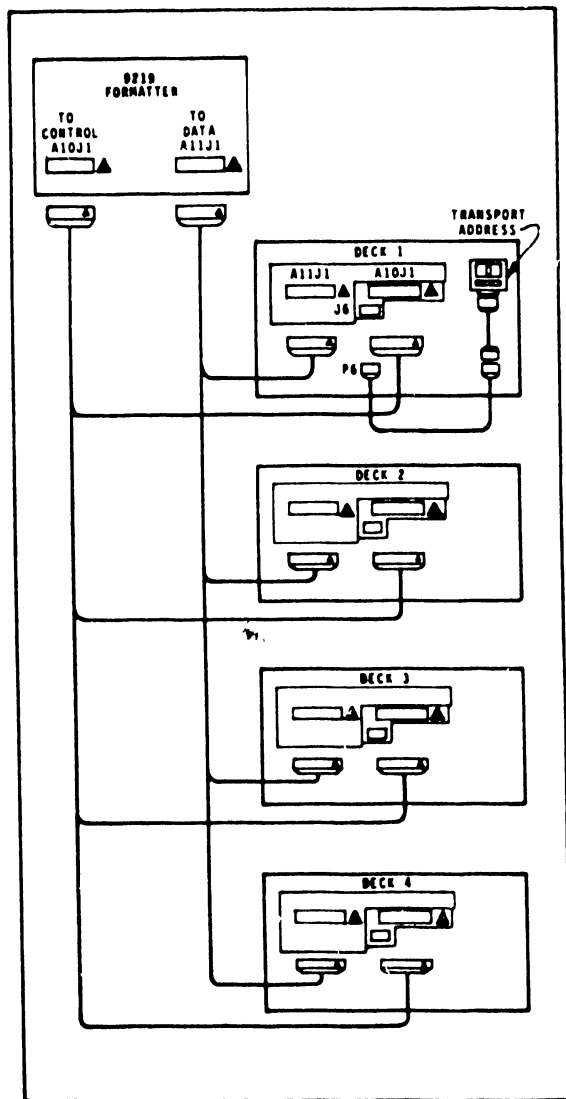 9219
FORMATTER
TO
CONTROL
A10J1
TO
DATA
A11J1
TRANSPORT
ADDRESS
DECK 1
A11J1
A10J1
J6
P6
DECK 2
DECK 3
DECK 4